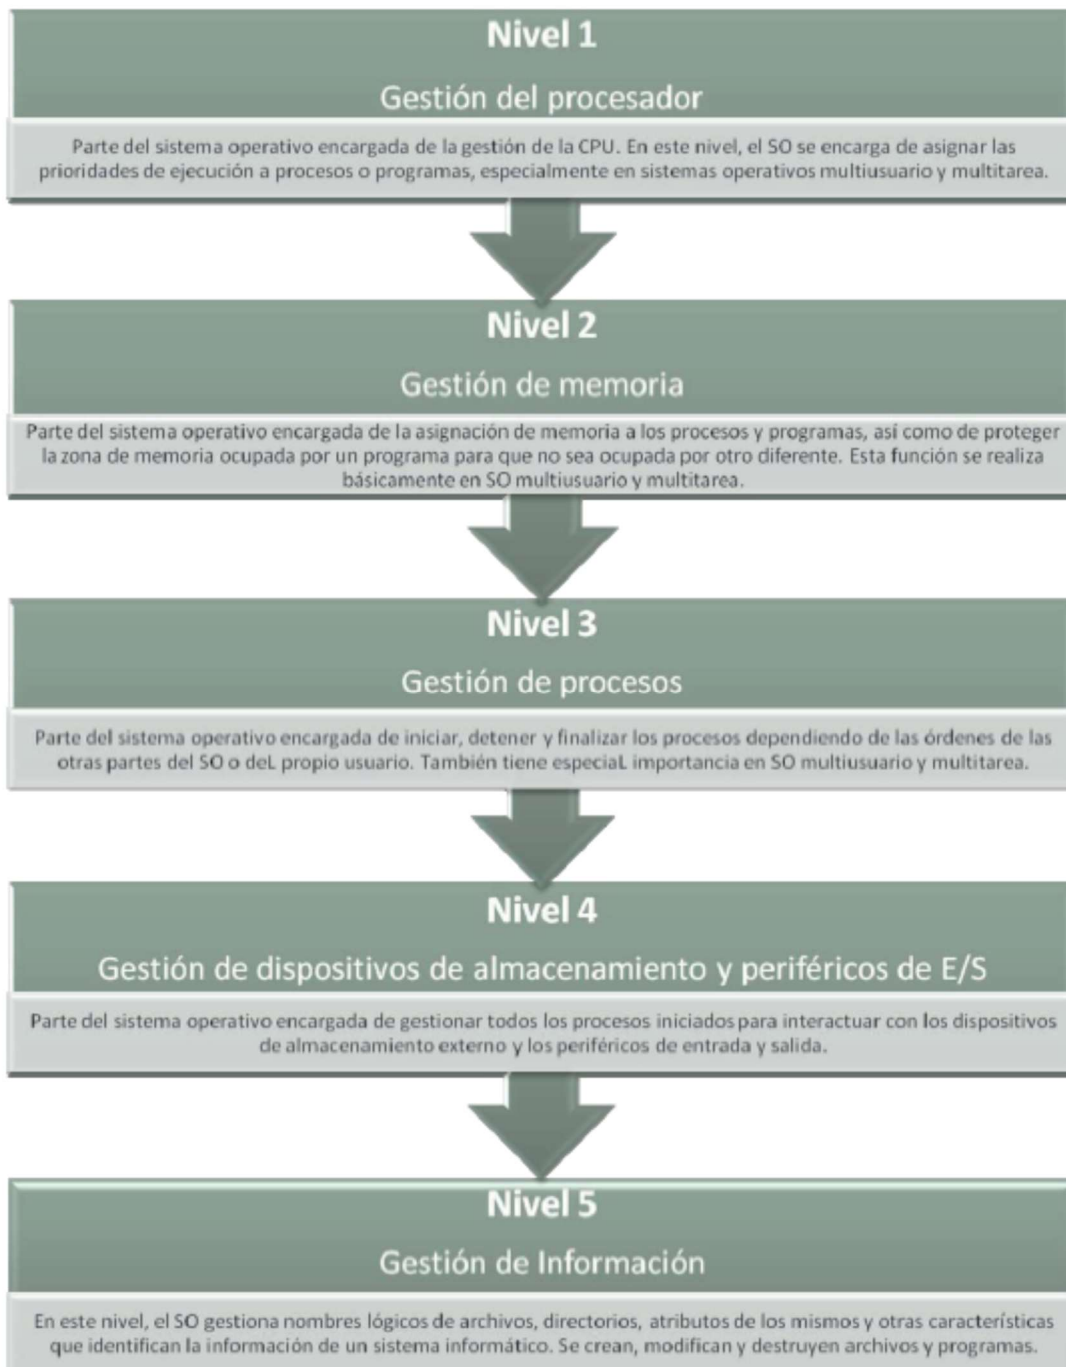 Nivel 1
Gestión del procesador
Parte del sistema operativo encargada de la gestión de la CPU. En este nivel, el SO se encarga de asignar las
prioridades de ejecución a procesos o programas, especialmente en sistemas operativos multiusuario y multitarea.
Nivel 2
Gestión de memoria
Parte del sistema operativo encargada de la asignación de memoria a los procesos y programas, así como de proteger
la zona de memoria ocupada por un programa para que no sea ocupada por otro diferente. Esta función se realiza
básicamente en SO multiusuario y multitarea.
Nivel 3
Gestión de procesos
Parte del sistema operativo encargada de iniciar, detener y finalizar los procesos dependiendo de las órdenes de las
otras partes del SO o deL propio usuario. También tiene especiaL importancia en SO multiusuario y multitarea.
Nivel 4
Gestión de dispositivos de almacenamiento y periféricos de E/S
Parte del sistema operativo encargada de gestionar todos los procesos iniciados para interactuar con los dispositivos
de almacenamiento externo y los periféricos de entrada y salida.
Nivel 5
Gestión de Información
En este nivel, el SO gestiona nombres lógicos de archivos, directorios, atributos de los mismos y otras características
que identifican la información de un sistema informático. Se crean, modifican y destruyen archivos y programas.